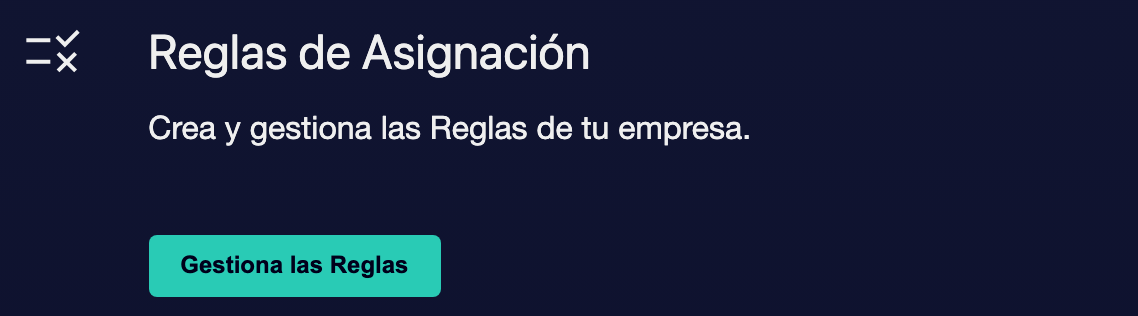 Reglas de Asignación
Crea y gestiona las Reglas de tu empresa.
Gestiona las Reglas